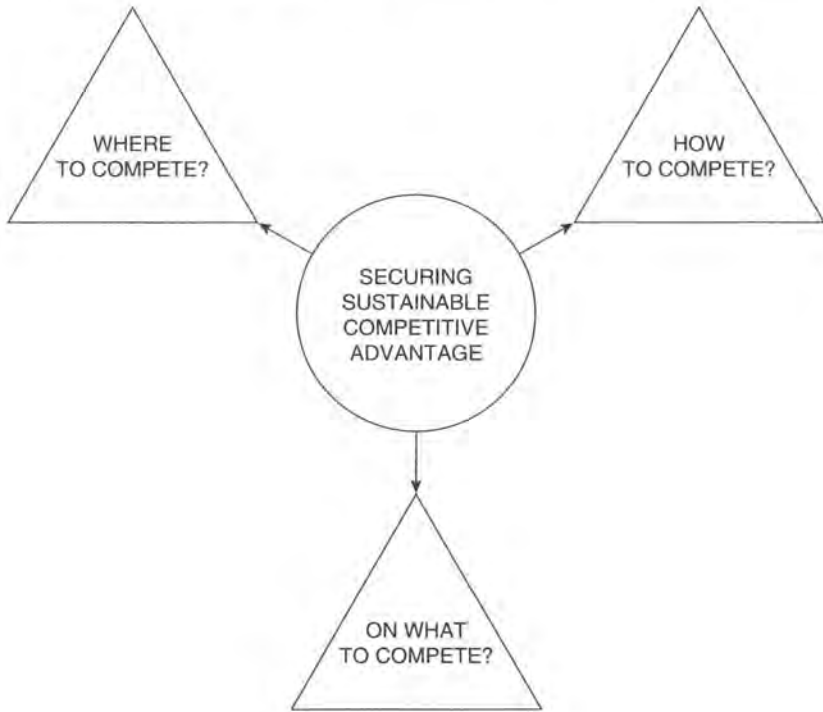 WHERE
TO COMPETE?
HOW
TO COMPETE?
SECURING
SUSTAINABLE
COMPETITIVE
ADVANTAGE
ON WHAT
TO COMPETE?